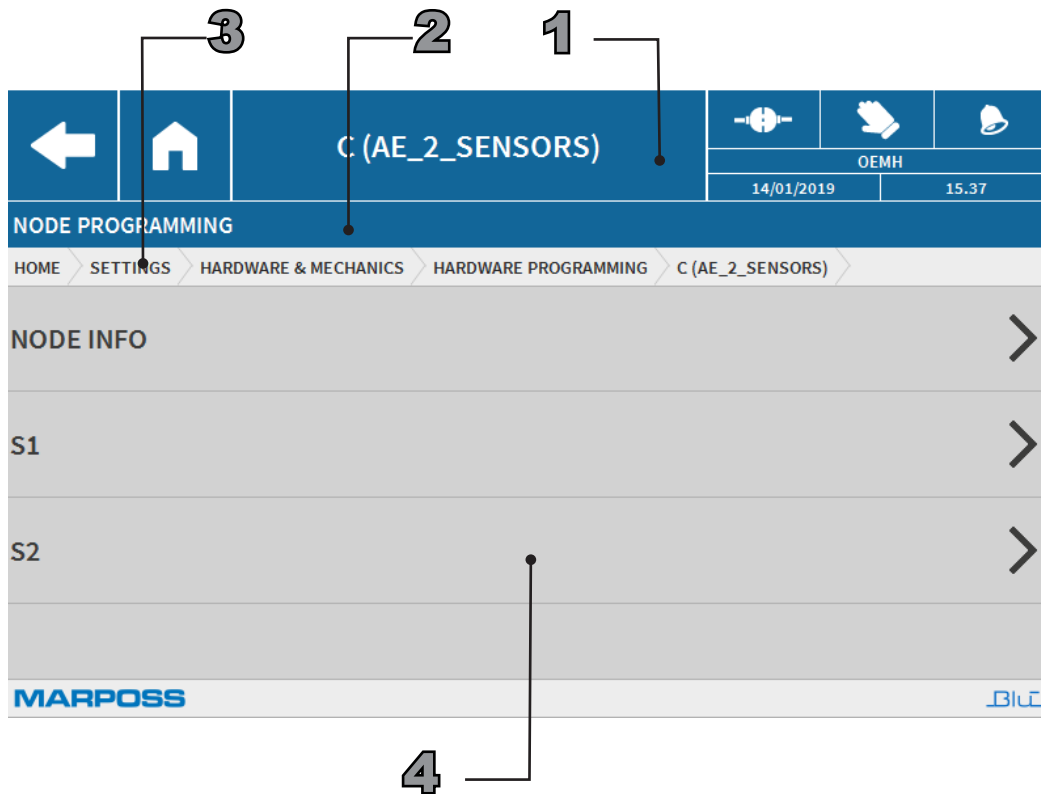 3 2 1
C (AE_2_SENSORS)
OEMH
14/01/2019 15.37
NODE PROGRAMMING
HOME SETTINGS HARDWARE & MECHANICS HARDWARE PROGRAMMING C (AE_2_SENSORS)
NODE INFO
S1
S2
MARPOSS Blù
4